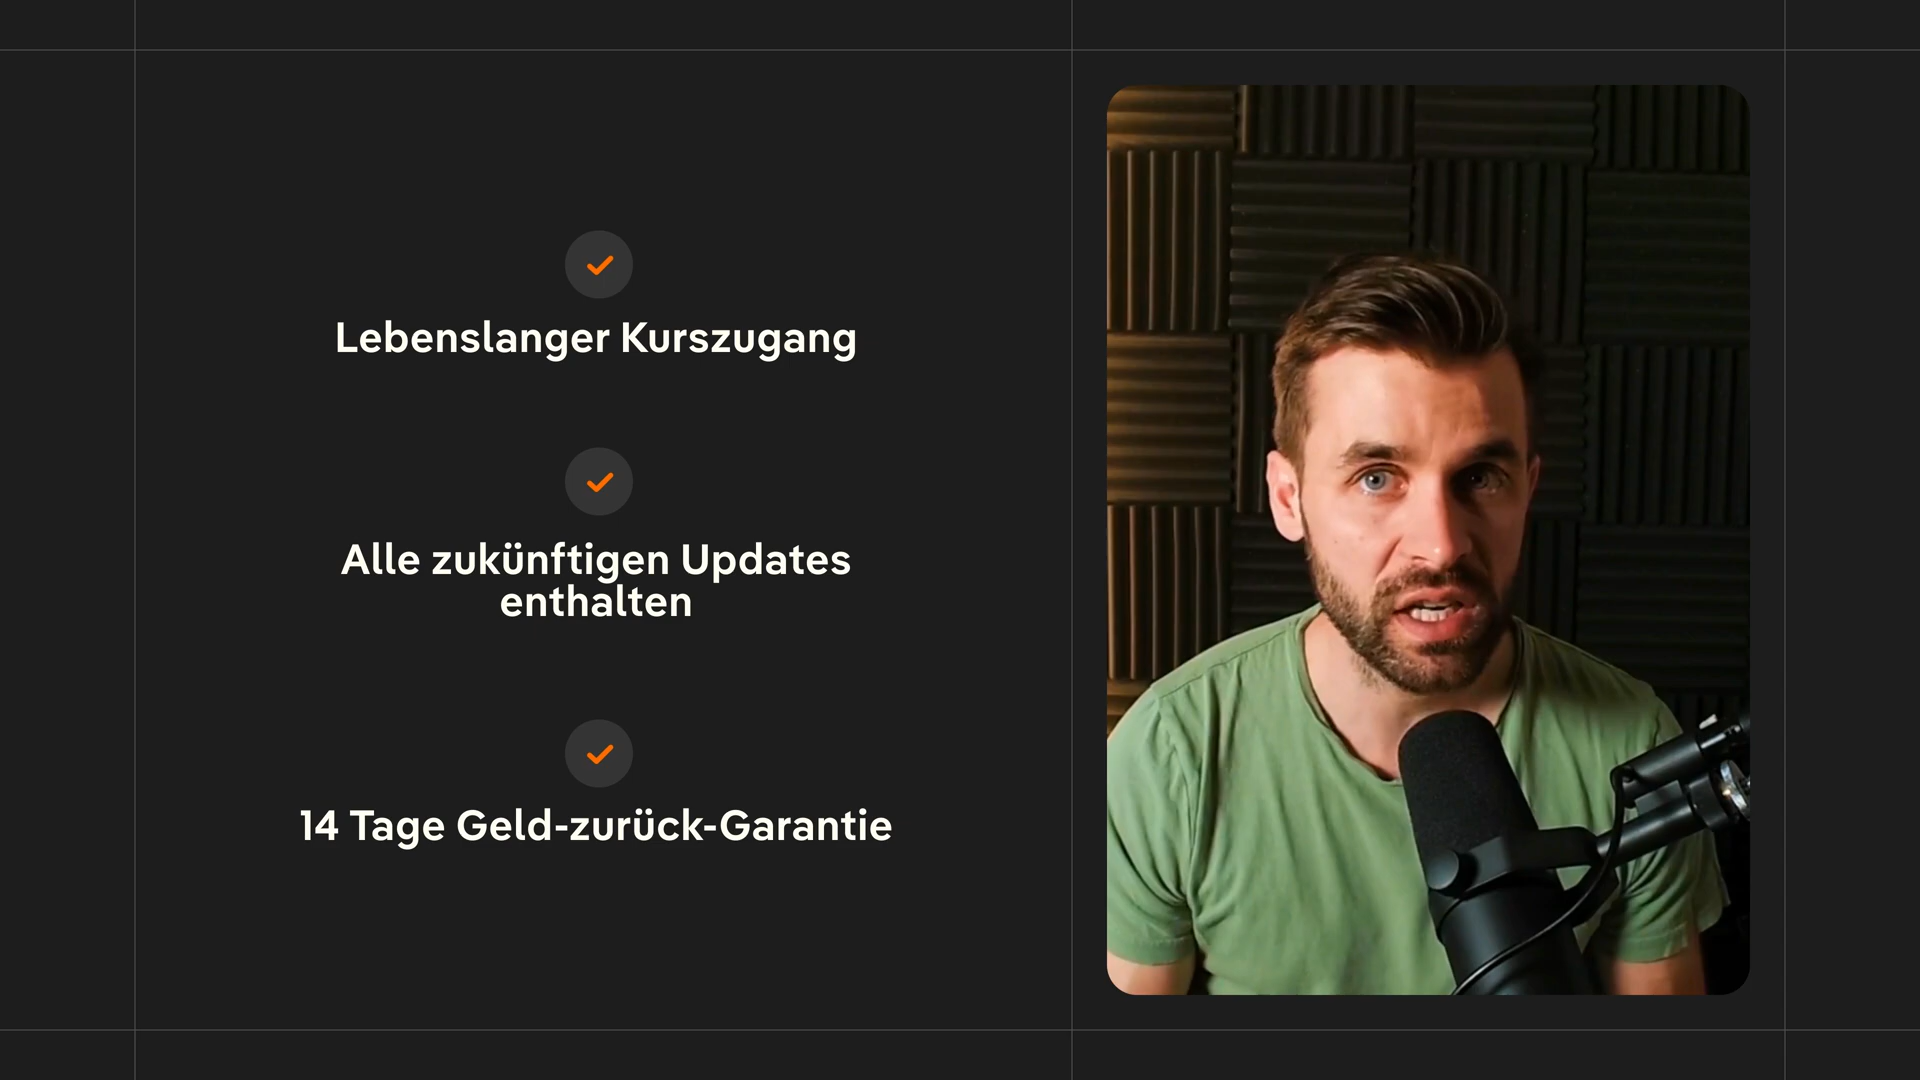 Lebenslanger Kurszugang
Alle zukünftigen Updates
enthalten
14 Tage Geld-zurück-Garantie